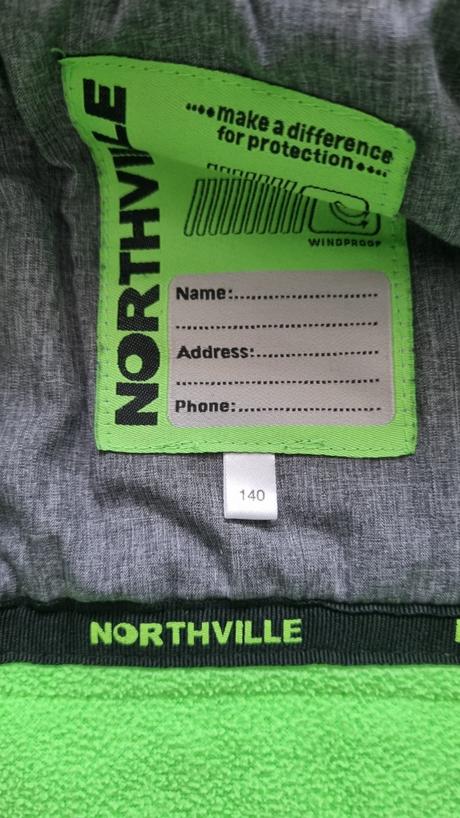 NORTHVILLE
make a difference
for protection
WINDPROOF
Name:
Address:
Phone:
140
NORTHVILLE